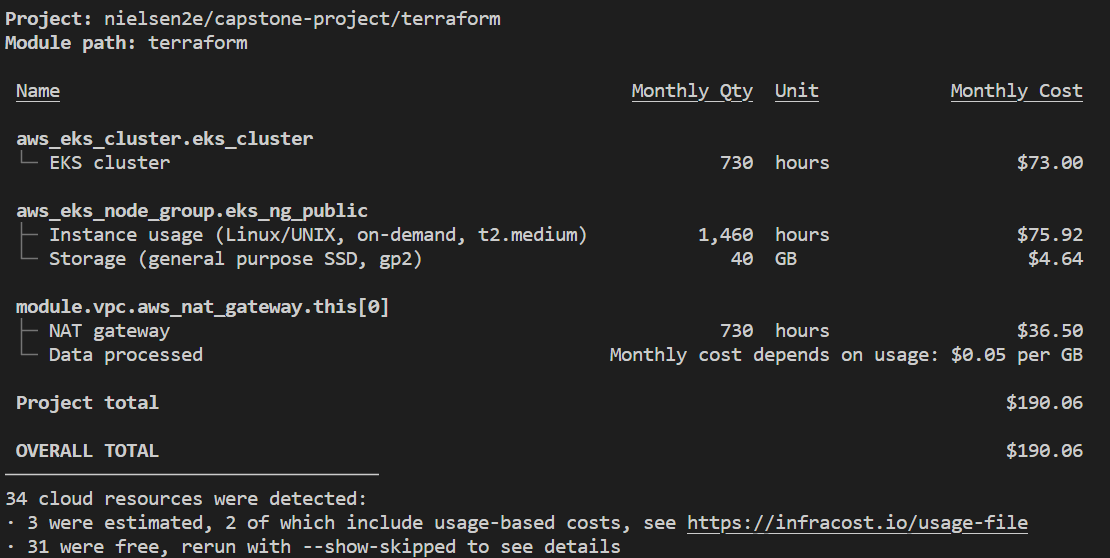 Project: nielsen2e/capstone-project/terraform
Module path: terraform
Name Monthly Qty Unit Monthly Cost
aws_eks_cluster.eks_cluster
└─ EKS cluster 730 hours $73.00
aws_eks_node_group.eks_ng_public
├─ Instance usage (Linux/UNIX, on-demand, t2.medium) 1,460 hours $75.92
└─ Storage (general purpose SSD, gp2) 40 GB $4.64
module.vpc.aws_nat_gateway.this[0]
├─ NAT gateway 730 hours $36.50
└─ Data processed Monthly cost depends on usage: $0.05 per GB
Project total $190.06
OVERALL TOTAL $190.06
──────────────────────────────────
34 cloud resources were detected:
· 3 were estimated, 2 of which include usage-based costs, see https://infracost.io/usage-file
· 31 were free, rerun with --show-skipped to see details